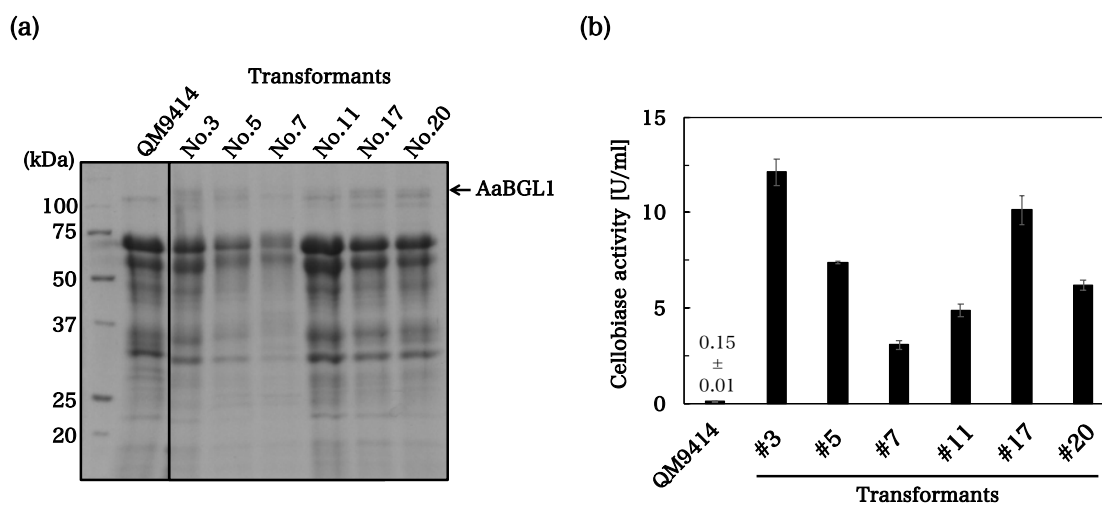 (a)
Transformants
QM9414 No.3 No.5 No.7 No.11 No.17 No.20
(kDa)
AaBGL1
100
75
50
37
25
20
(b)
Cellobiase activity [U/ml]
15
10
5
0
0.15
±
0.01
QM9414 #3 #5 #7 #11 #17 #20
Transformants